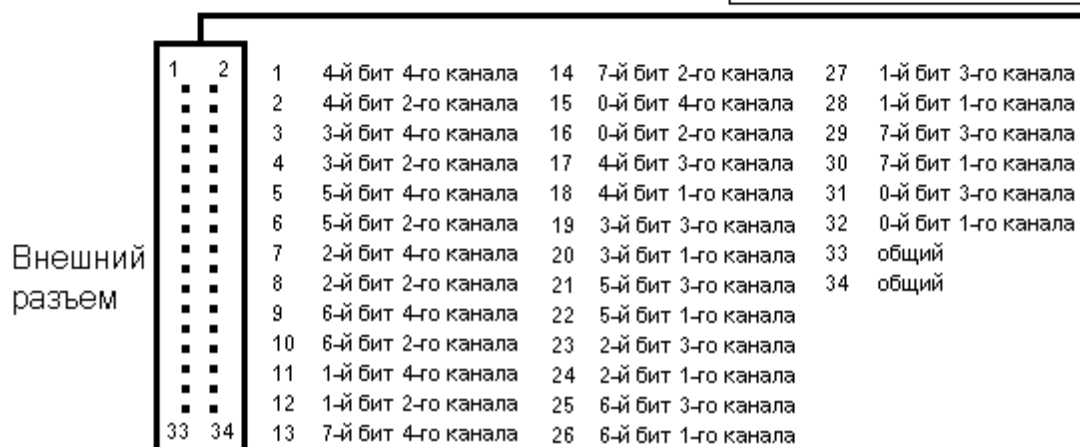 1 2
33 34
Внешний
разъем
1 4-й бит 4-го канала
2 4-й бит 2-го канала
3 3-й бит 4-го канала
4 3-й бит 2-го канала
5 5-й бит 4-го канала
6 5-й бит 2-го канала
7 2-й бит 4-го канала
8 2-й бит 2-го канала
9 6-й бит 4-го канала
10 6-й бит 2-го канала
11 1-й бит 4-го канала
12 1-й бит 2-го канала
13 7-й бит 4-го канала
14 7-й бит 2-го канала
15 0-й бит 4-го канала
16 0-й бит 2-го канала
17 4-й бит 3-го канала
18 4-й бит 1-го канала
19 3-й бит 3-го канала
20 3-й бит 1-го канала
21 5-й бит 3-го канала
22 5-й бит 1-го канала
23 2-й бит 3-го канала
24 2-й бит 1-го канала
25 6-й бит 3-го канала
26 6-й бит 1-го канала
27 1-й бит 3-го канала
28 1-й бит 1-го канала
29 7-й бит 3-го канала
30 7-й бит 1-го канала
31 0-й бит 3-го канала
32 0-й бит 1-го канала
33 общий
34 общий